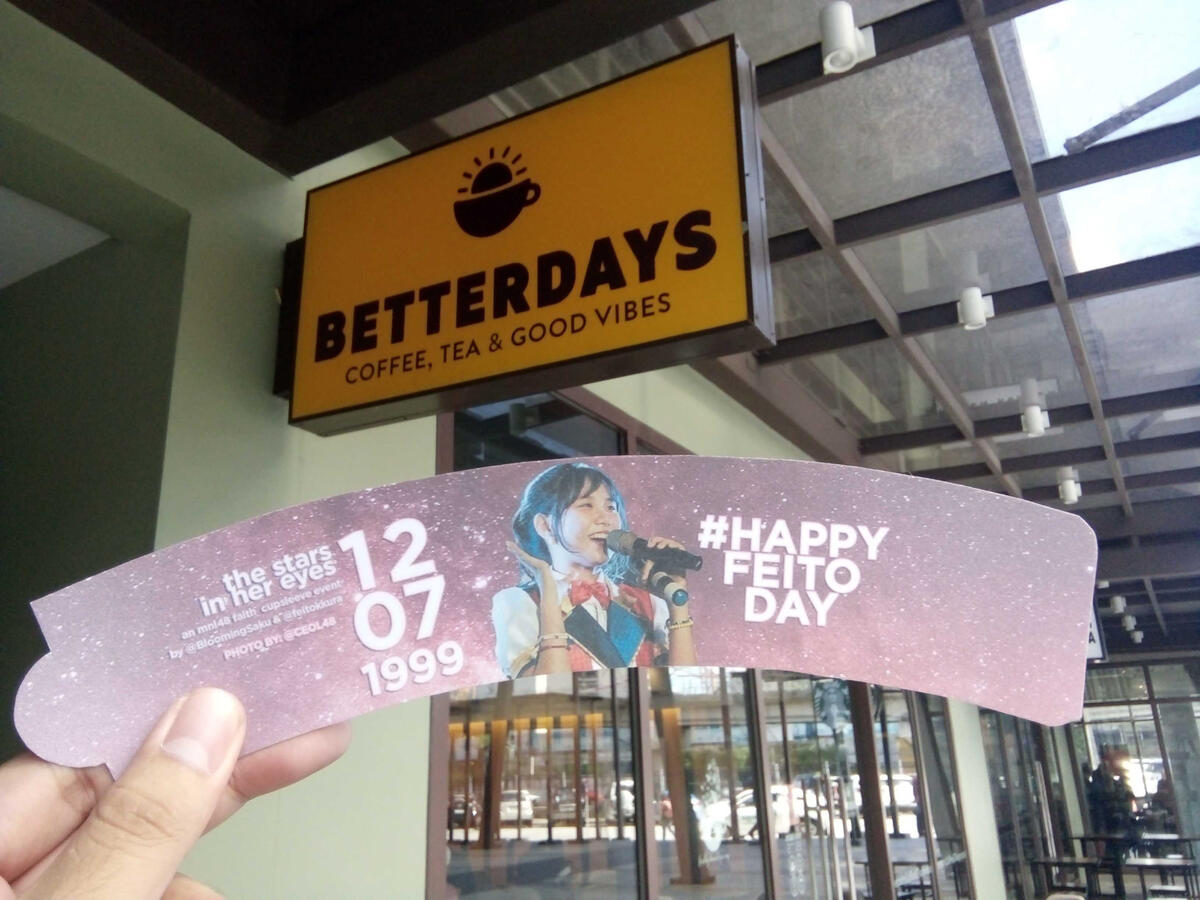 BETTERDAYS
COFFEE, TEA & GOOD VIBES
the stars
in her eyes
an mnl48 faith cupsleeve event
by @BloomingSaku & @feitokkura
PHOTO BY: @CEOL48
12
07
1999
#HAPPY
FEITO
DAY